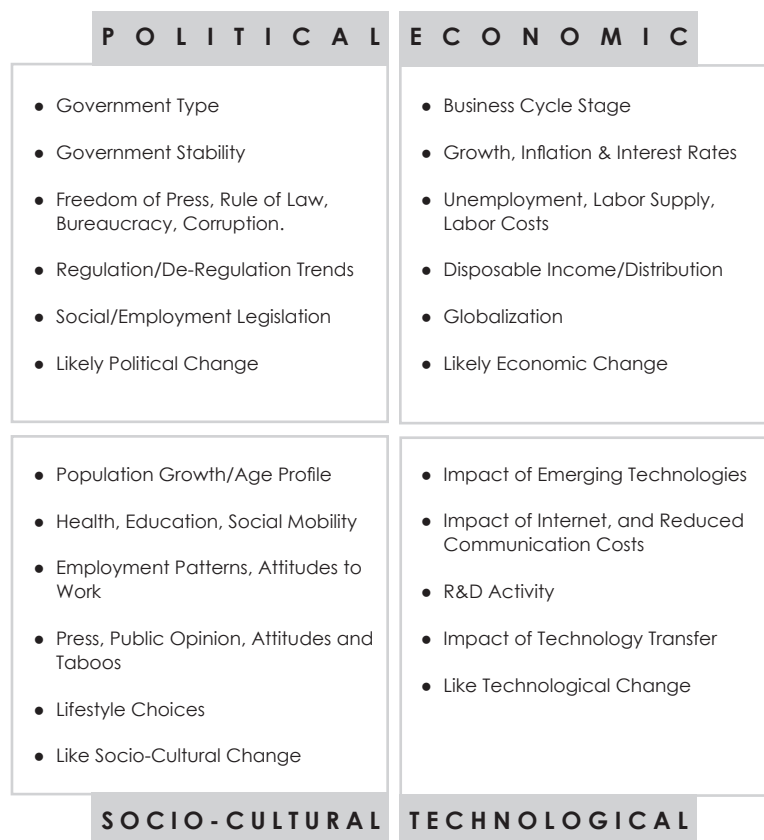 POLITICAL
● Government Type
● Government Stability
● Freedom of Press, Rule of Law,
Bureaucracy, Corruption.
● Regulation/De-Regulation Trends
● Social/Employment Legislation
● Likely Political Change
ECONOMIC
● Business Cycle Stage
● Growth, Inflation & Interest Rates
● Unemployment, Labor Supply,
Labor Costs
● Disposable Income/Distribution
● Globalization
● Likely Economic Change
● Population Growth/Age Profile
● Health, Education, Social Mobility
● Employment Patterns, Attitudes to
Work
● Press, Public Opinion, Attitudes and
Taboos
● Lifestyle Choices
● Like Socio-Cultural Change
SOCIO-CULTURAL
● Impact of Emerging Technologies
● Impact of Internet, and Reduced
Communication Costs
● R&D Activity
● Impact of Technology Transfer
● Like Technological Change
TECHNOLOGICAL